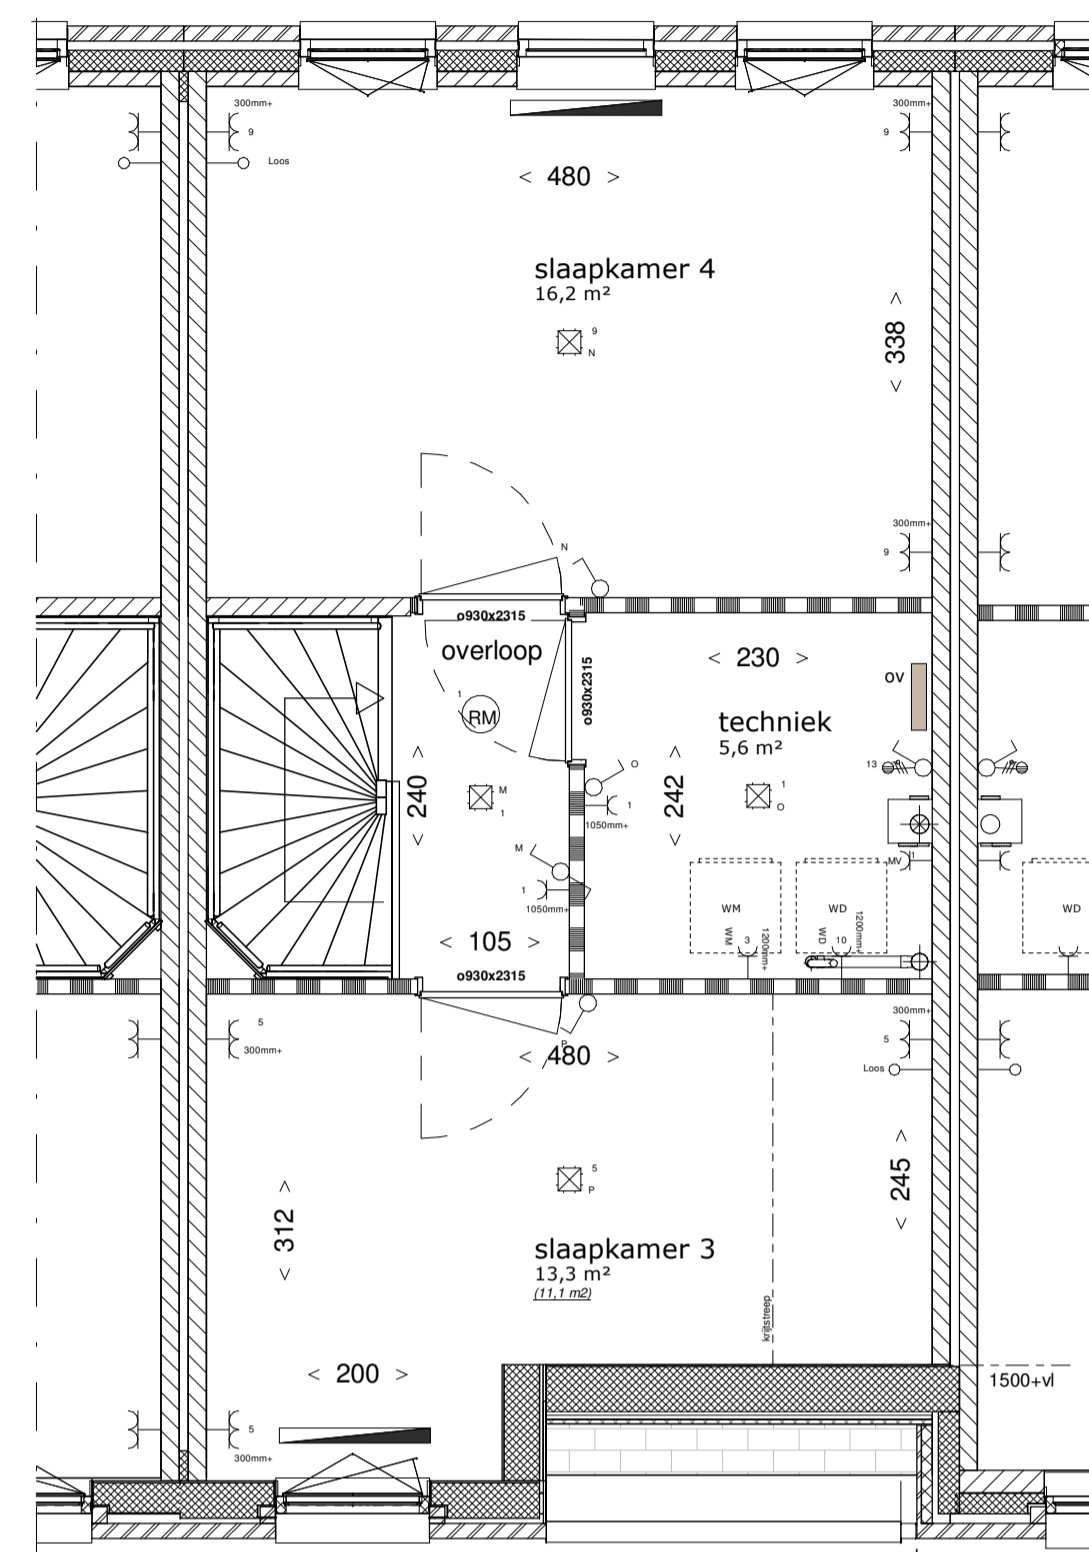 300mm+
9
Loos
300mm+
9
< 480 >
slaapkamer 4
16,2 m²
< 338 >
9
N
300mm+
9
N
o930x2315
overloop
1
RM
o930x2315
< 230 >
ov
techniek
5,6 m²
< 240 >
M
1
O
1
1050mm+
< 242 >
1
O
13
M
1
1050mm+
MV
1
WM
WM
3
1200mm+
WD
WD
10
1200mm+
WD
< 105 >
o930x2315
5
300mm+
P
< 480 >
300mm+
5
Loos
< 245 >
5
P
< 312 >
slaapkamer 3
13,3 m²
(11,1 m2)
krijtstreep
< 200 >
1500+vl
5
300mm+